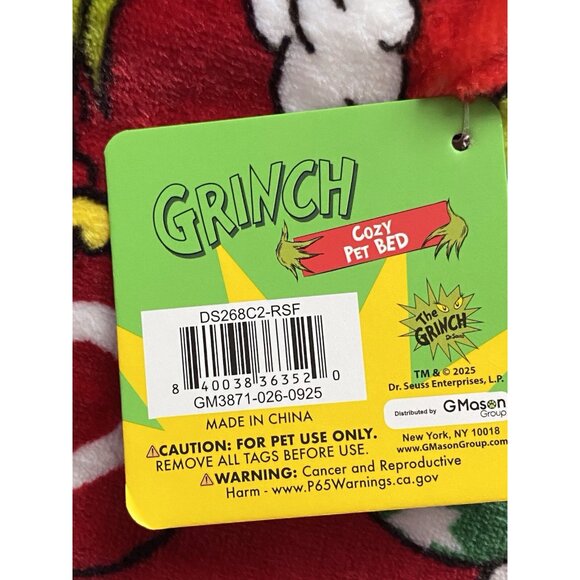 GRINCH
COZY
PET BED
DS268C2-RSF
8 40038 36352 0
GM3871-026-0925
MADE IN CHINA
The
GRINCH
Dr. Seuss
TM & © 2025
Dr. Seuss Enterprises, L.P.
Distributed by GMason
Group
New York, NY 10018
www.GMasonGroup.com
⚠CAUTION: FOR PET USE ONLY.
REMOVE ALL TAGS BEFORE USE.
⚠WARNING: Cancer and Reproductive
Harm - www.P65Warnings.ca.gov